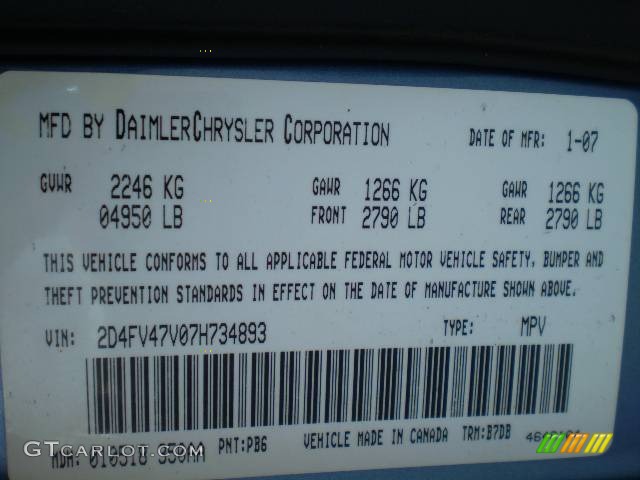 MFD BY DAIMLERCHRYSLER CORPORATION DATE OF MFR: 1-07
GVWR 2246 KG GAWR 1266 KG GAWR 1266 KG
04950 LB FRONT 2790 LB REAR 2790 LB
THIS VEHICLE CONFORMS TO ALL APPLICABLE FEDERAL MOTOR VEHICLE SAFETY, BUMPER AND
THEFT PREVENTION STANDARDS IN EFFECT ON THE DATE OF MANUFACTURE SHOWN ABOVE.
VIN: 2D4FV47V07H734893 TYPE: MPV
MDH: 010518 PNT:PB6 VEHICLE MADE IN CANADA TRM:B7DB
GTCARLOT.COM